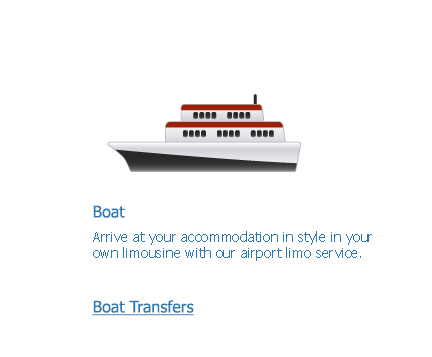 Boat
Arrive at your accommodation in style in your
own limousine with our airport limo service.
Boat Transfers